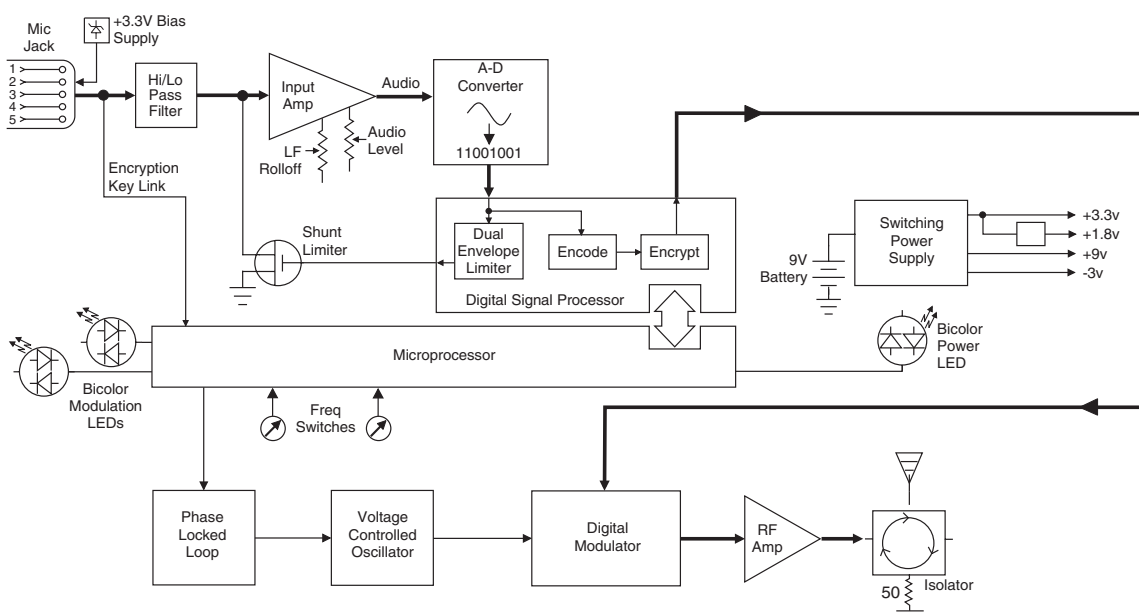 +3.3V Bias
Supply
Mic
Jack
1
2
3
4
5
Hi/Lo
Pass
Filter
Input
Amp
Audio
A-D
Converter
11001001
LF
Rolloff
Audio
Level
Encryption
Key Link
Shunt
Limiter
Dual
Envelope
Limiter
Encode
Encrypt
Digital Signal Processor
9V
Battery
Switching
Power
Supply
+3.3v
+1.8v
+9v
-3v
Microprocessor
Bicolor
Modulation
LEDs
Freq
Switches
Bicolor
Power
LED
Phase
Locked
Loop
Voltage
Controlled
Oscillator
Digital
Modulator
RF
Amp
50
Isolator